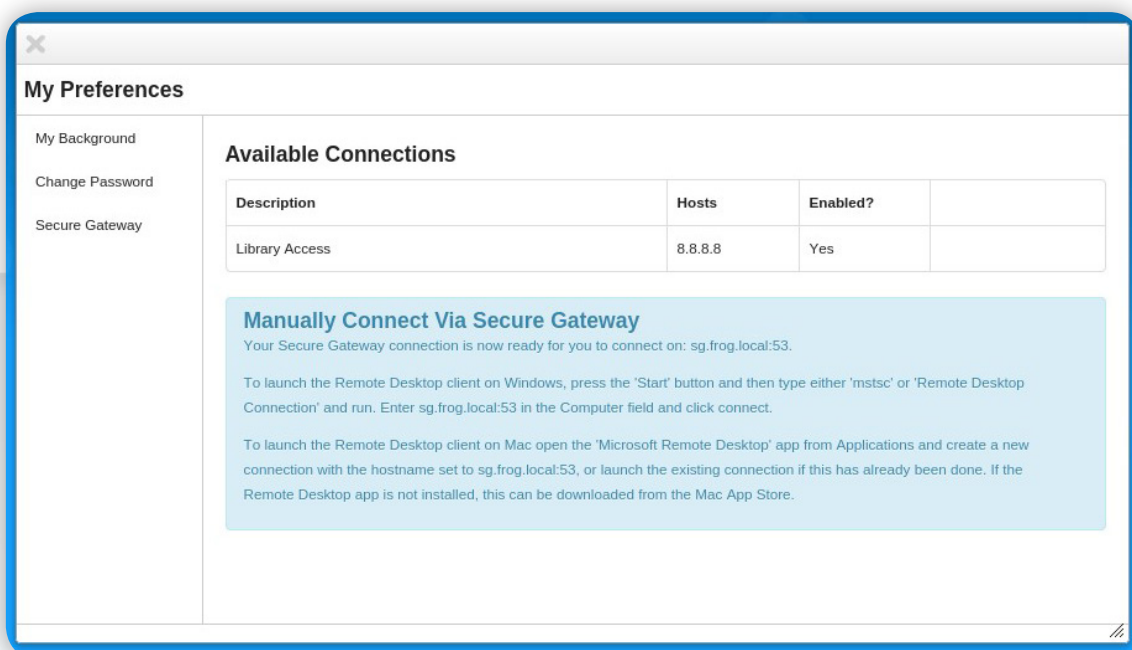 My Preferences
My Background
Change Password
Secure Gateway
Available Connections
Description Hosts Enabled?
Library Access 8.8.8.8 Yes
Manually Connect Via Secure Gateway
Your Secure Gateway connection is now ready for you to connect on: sg.frog.local:53.
To launch the Remote Desktop client on Windows, press the 'Start' button and then type either 'mstsc' or 'Remote Desktop
Connection' and run. Enter sg.frog.local:53 in the Computer field and click connect.
To launch the Remote Desktop client on Mac open the 'Microsoft Remote Desktop' app from Applications and create a new
connection with the hostname set to sg.frog.local:53, or launch the existing connection if this has already been done. If the
Remote Desktop app is not installed, this can be downloaded from the Mac App Store.